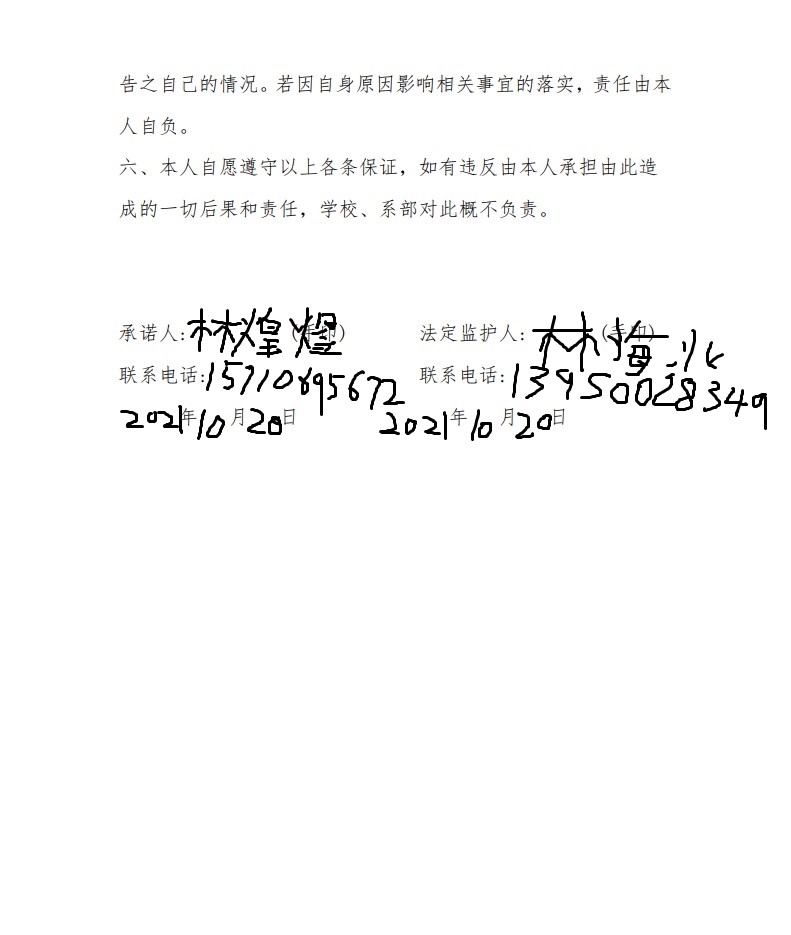 告之自己的情况。若因自身原因影响相关事宜的落实，责任由本
人自负。
六、本人自愿遵守以上各条保证，如有违反由本人承担由此造
成的一切后果和责任，学校、系部对此概不负责。
承诺人：林煌煜（手印） 法定监护人：林海冰（手印）
联系电话：15710695672 联系电话：13950028349
2021年10月20日 2021年10月20日